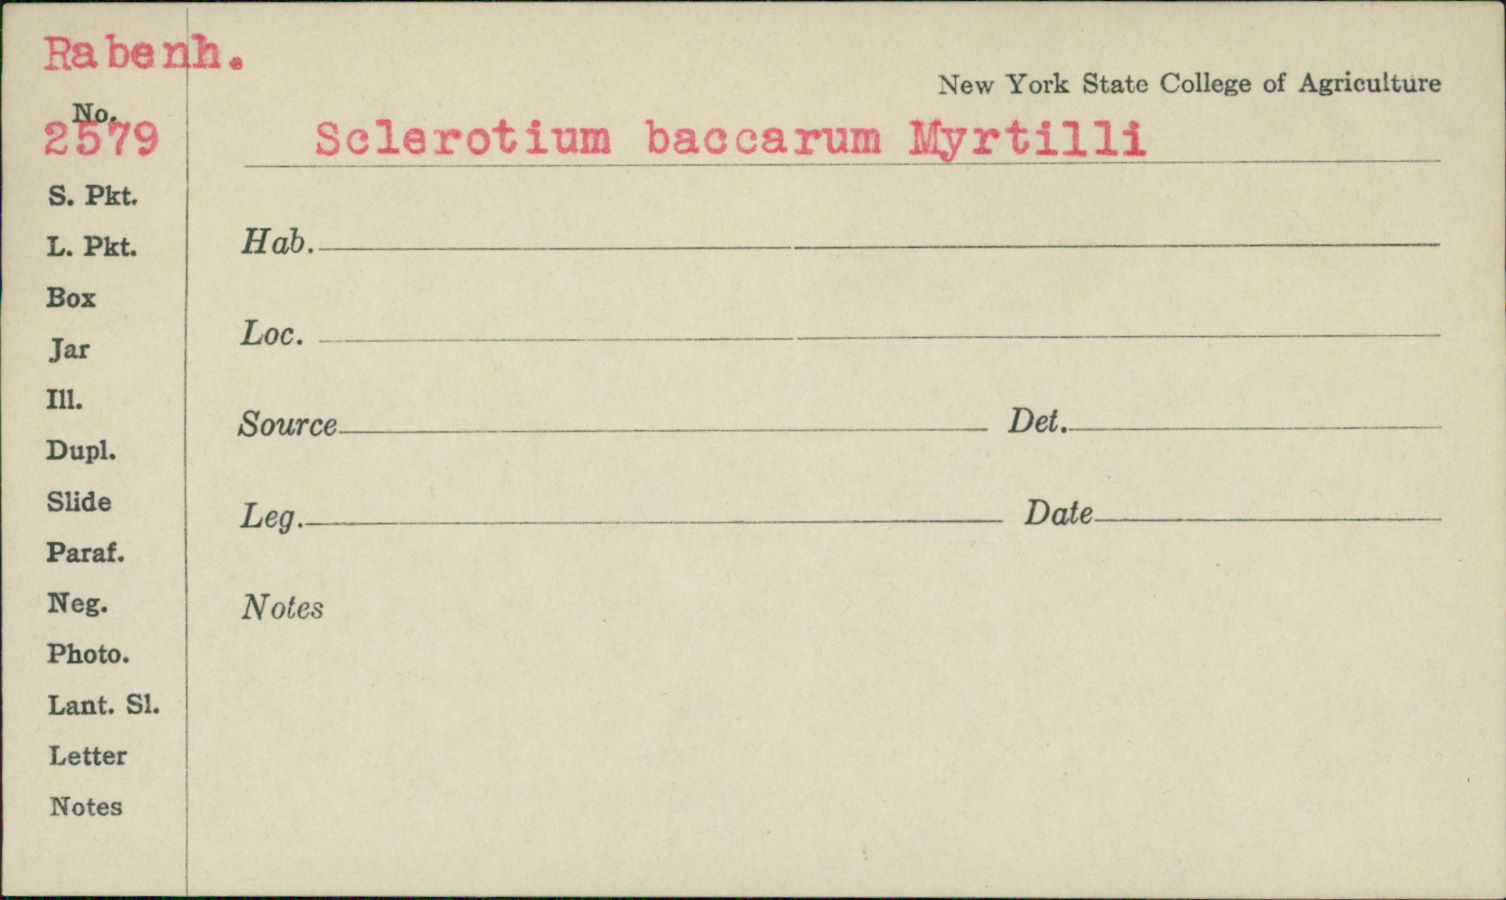 Rabenh.
New York State College of Agriculture
No.
2579
Sclerotium baccarum Myrtilli
S. Pkt.
L. Pkt.
Box
Jar
Ill.
Dupl.
Slide
Paraf.
Neg.
Photo.
Lant. Sl.
Letter
Notes
Hab.
Loc.
Source Det.
Leg. Date
Notes